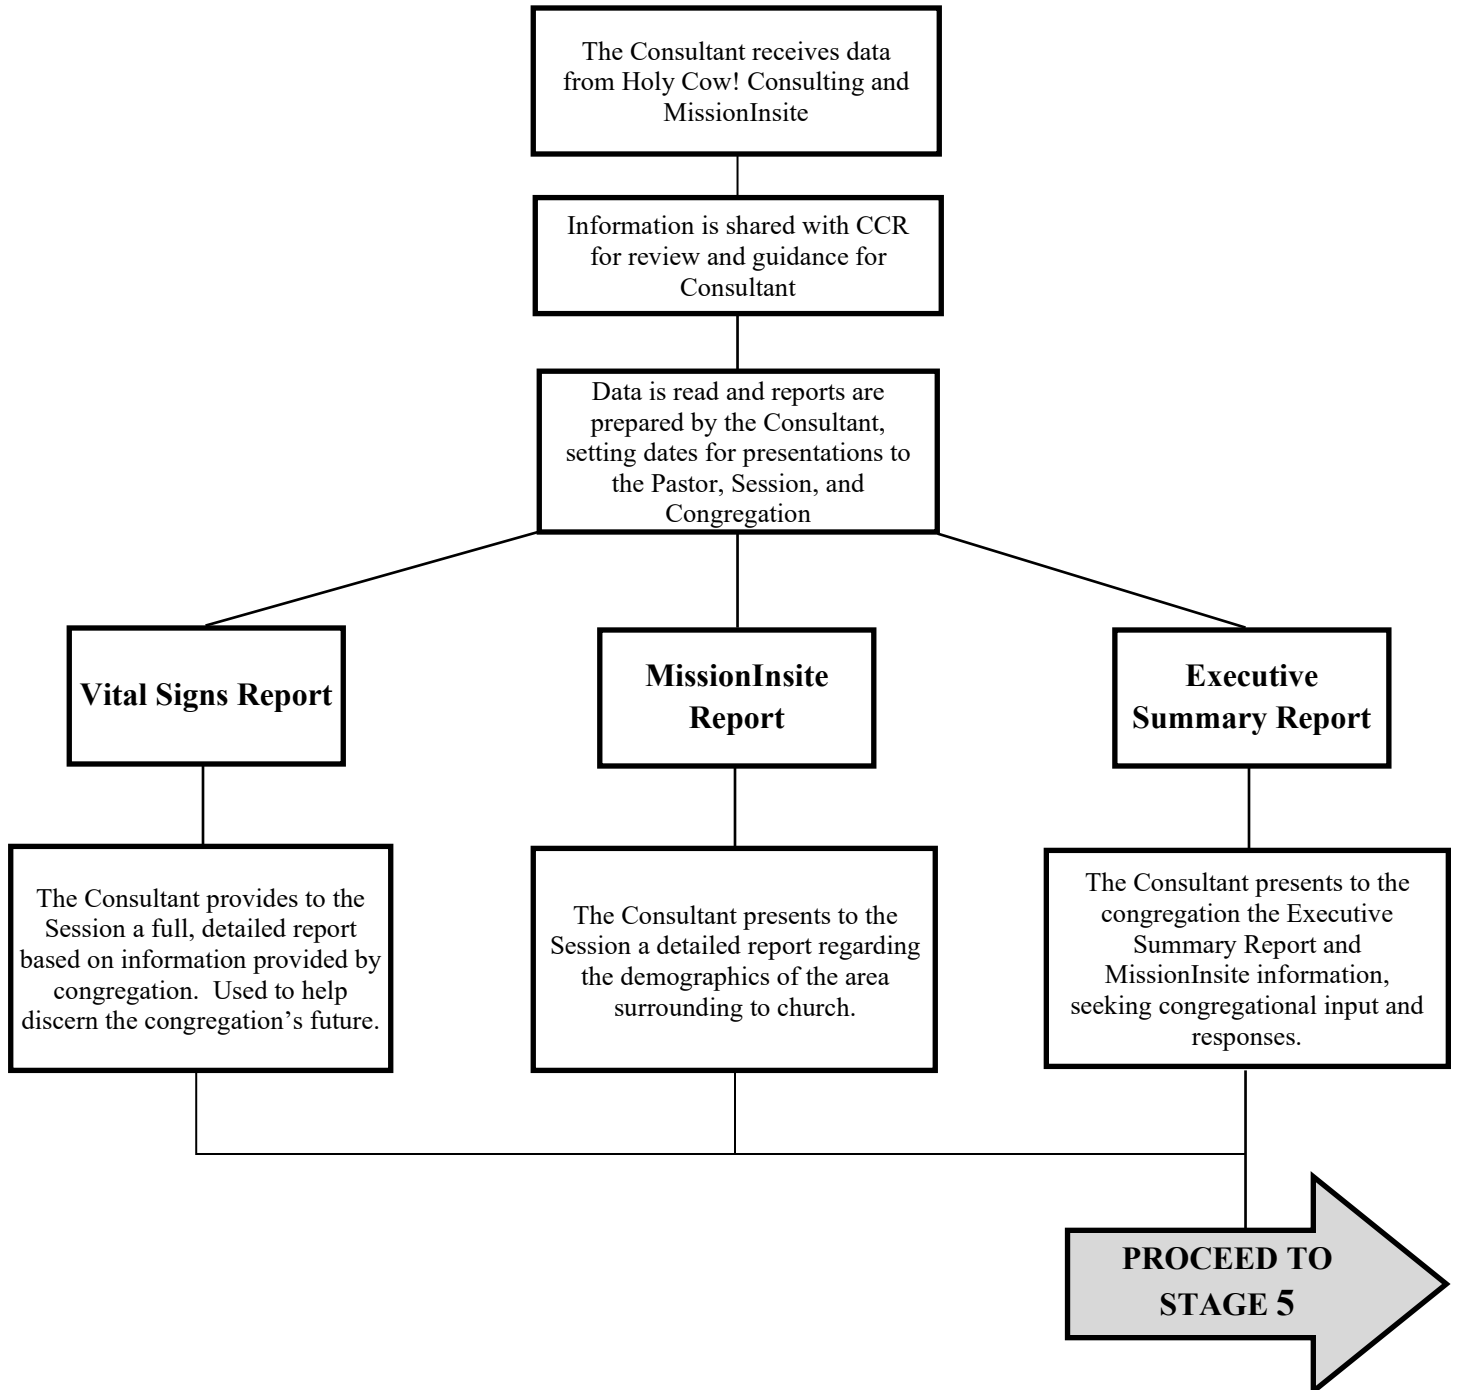 The Consultant receives data
from Holy Cow! Consulting and
MissionInsite
Information is shared with CCR
for review and guidance for
Consultant
Data is read and reports are
prepared by the Consultant,
setting dates for presentations to
the Pastor, Session, and
Congregation
Vital Signs Report
MissionInsite
Report
Executive
Summary Report
The Consultant provides to the
Session a full, detailed report
based on information provided by
congregation.  Used to help
discern the congregation’s future.
The Consultant presents to the
Session a detailed report regarding
the demographics of the area
surrounding to church.
The Consultant presents to the
congregation the Executive
Summary Report and
MissionInsite information,
seeking congregational input and
responses.
PROCEED TO
STAGE 5